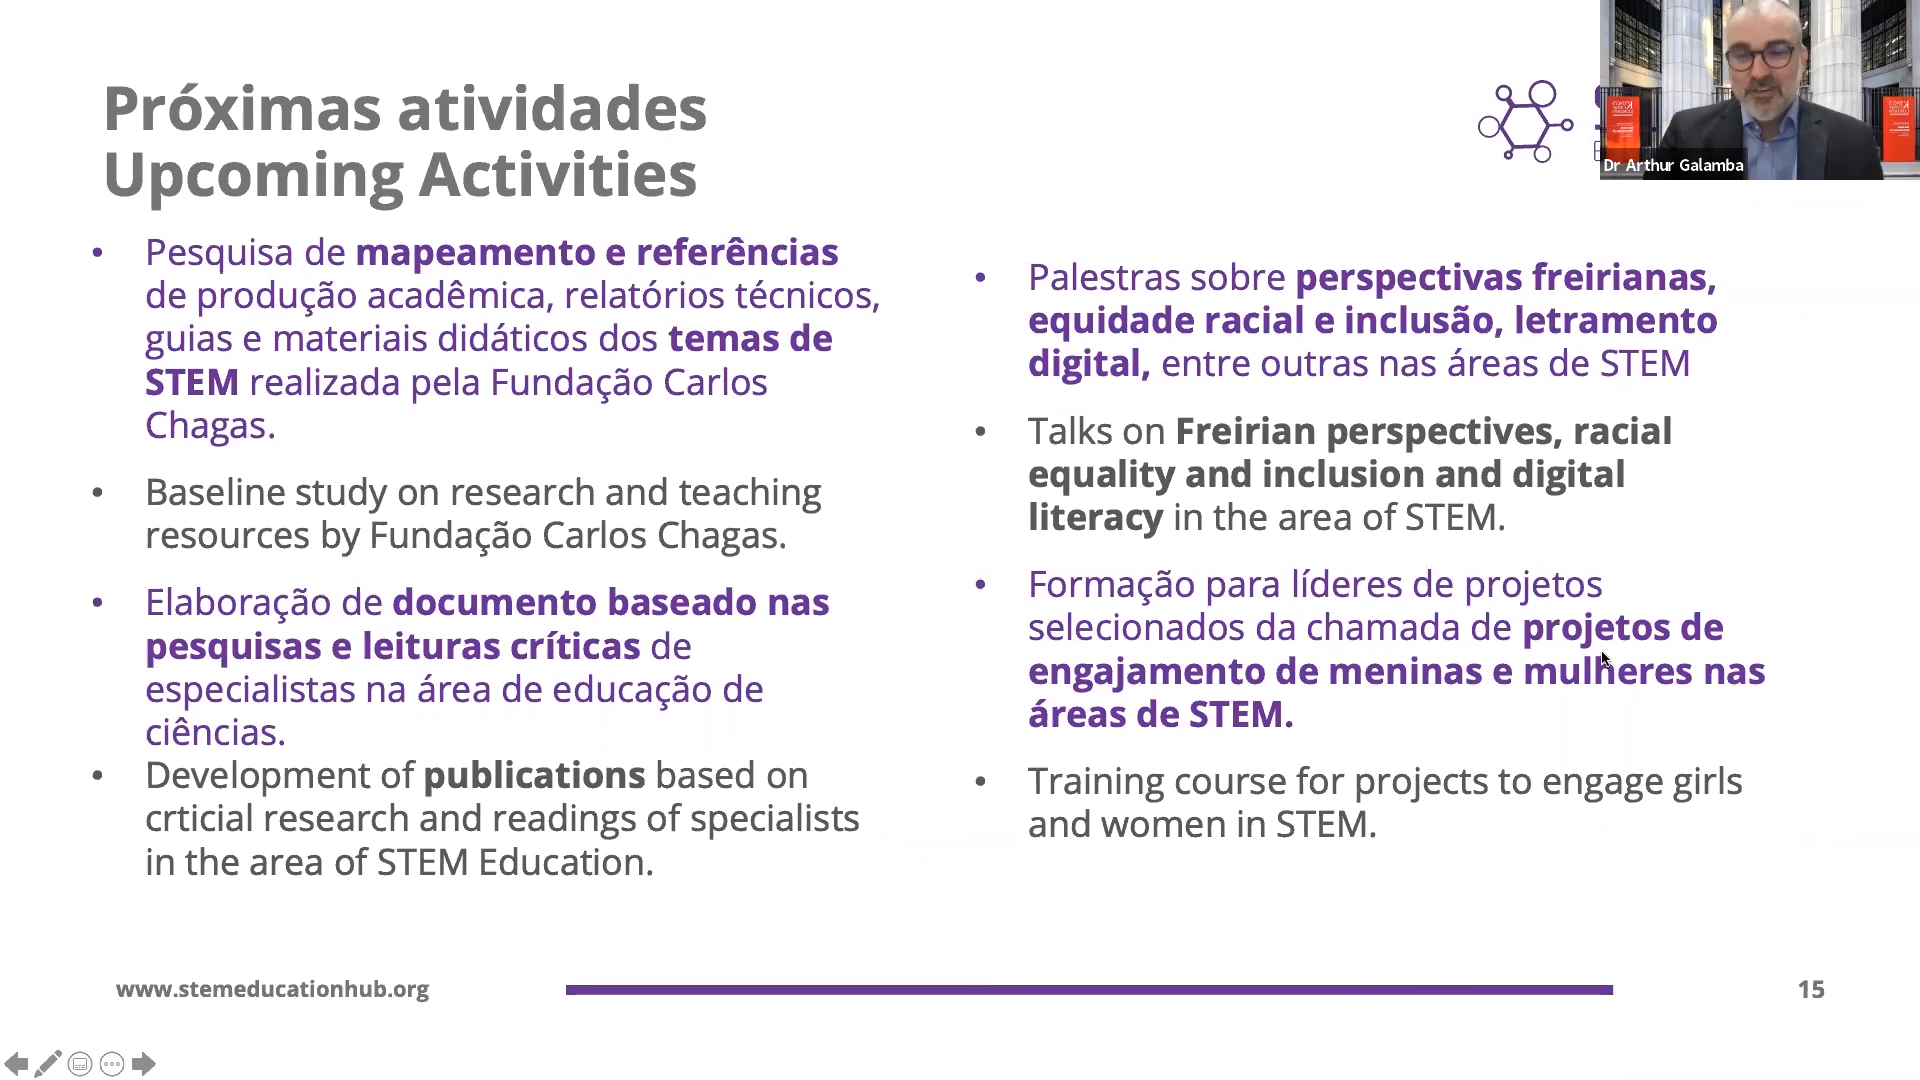 Próximas atividades
Upcoming Activities
• Pesquisa de mapeamento e referências
de produção acadêmica, relatórios técnicos,
guias e materiais didáticos dos temas de
STEM realizada pela Fundação Carlos
Chagas.
• Baseline study on research and teaching
resources by Fundação Carlos Chagas.
• Elaboração de documento baseado nas
pesquisas e leituras críticas de
especialistas na área de educação de
ciências.
• Development of publications based on
crticial research and readings of specialists
in the area of STEM Education.
• Palestras sobre perspectivas freirianas,
equidade racial e inclusão, letramento
digital, entre outras nas áreas de STEM
• Talks on Freirian perspectives, racial
equality and inclusion and digital
literacy in the area of STEM.
• Formação para líderes de projetos
selecionados da chamada de projetos de
engajamento de meninas e mulheres nas
áreas de STEM.
• Training course for projects to engage girls
and women in STEM.
Dr Arthur Galamba
www.stemeducationhub.org
15